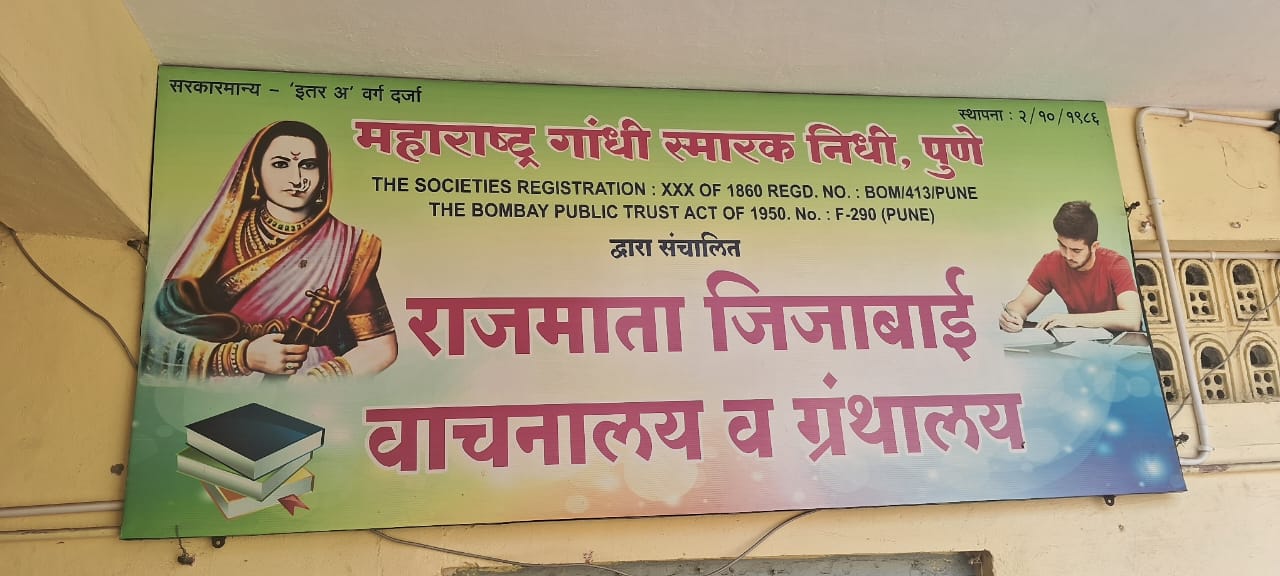 सरकारमान्य - 'इतर अ' वर्ग दर्जा
स्थापना : २/१०/१९८६
महाराष्ट्र गांधी स्मारक निधी, पुणे
THE SOCIETIES REGISTRATION : XXX OF 1860 REGD. NO. : BOM/413/PUNE
THE BOMBAY PUBLIC TRUST ACT OF 1950. No. : F-290 (PUNE)
द्वारा संचालित
राजमाता जिजाबाई
वाचनालय व ग्रंथालय